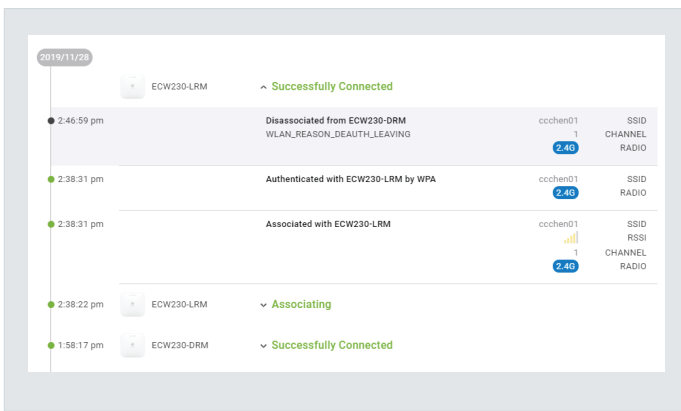 2019/11/28
ECW230-LRM Successfully Connected
2:46:59 pm Disassociated from ECW230-DRM ccchen01 SSID
WLAN_REASON_DEAUTH_LEAVING 1 CHANNEL
2.4G RADIO
2:38:31 pm Authenticated with ECW230-LRM by WPA ccchen01 SSID
2.4G RADIO
2:38:31 pm Associated with ECW230-LRM ccchen01 SSID
RSSI
1 CHANNEL
2.4G RADIO
2:38:22 pm ECW230-LRM Associating
1:58:17 pm ECW230-DRM Successfully Connected